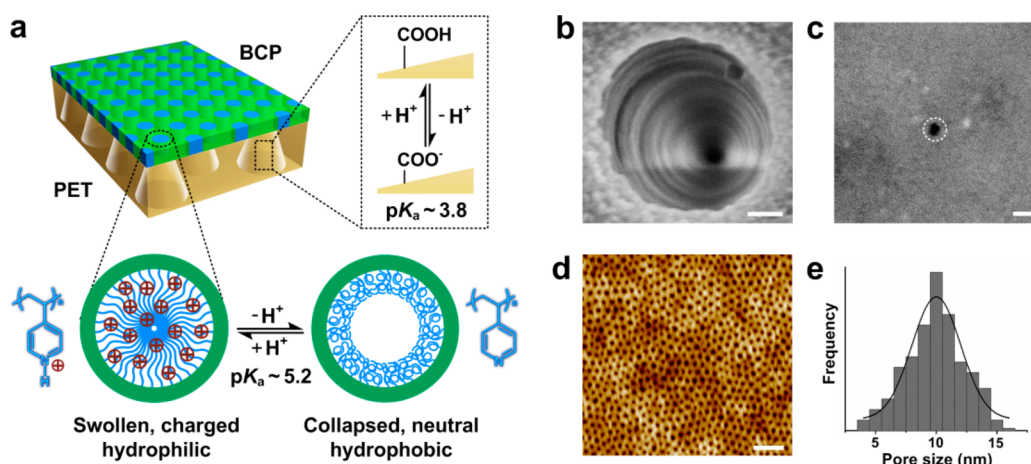 a
BCP
PET
COOH
+H⁺ -H⁺
COO⁻
pKₐ ~ 3.8
n
N
H
⊕
-H⁺
+H⁺
pKₐ ~ 5.2
n
N
Swollen, charged
hydrophilic
Collapsed, neutral
hydrophobic
b
c
d
e
Frequency
5 10 15
Pore size (nm)